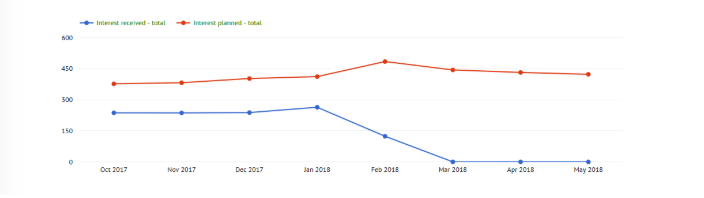 Interest received - total Interest planned - total
600
450
300
150
0
Oct 2017 Nov 2017 Dec 2017 Jan 2018 Feb 2018 Mar 2018 Apr 2018 May 2018